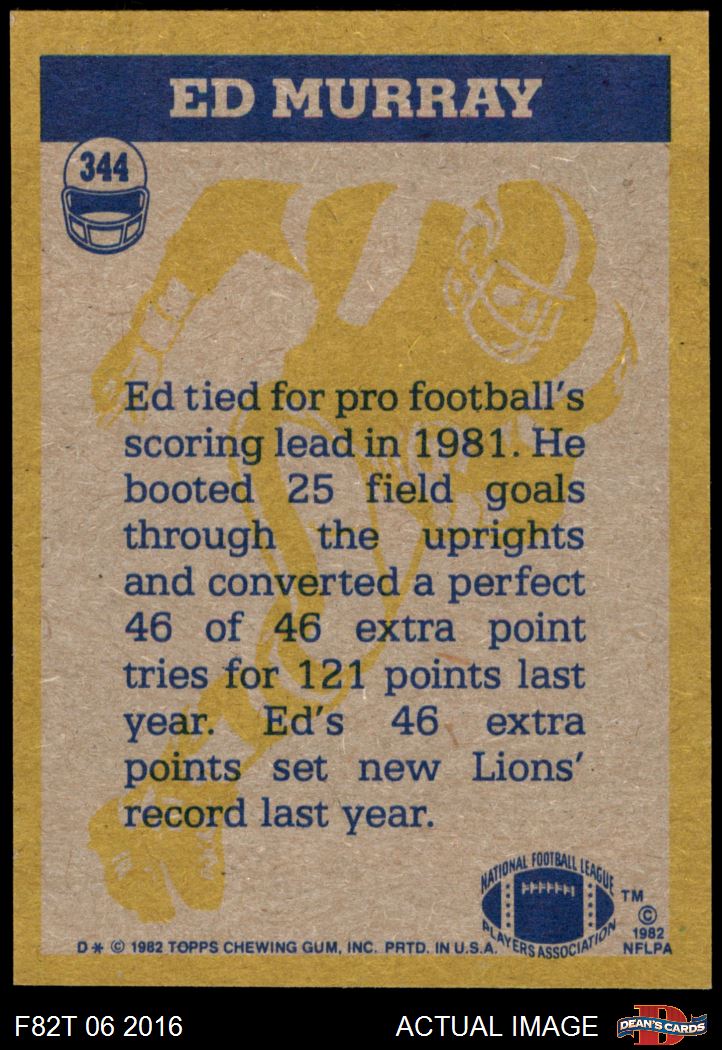 ED MURRAY
344
Ed tied for pro football's
scoring lead in 1981. He
booted 25 field goals
through the uprights
and converted a perfect
46 of 46 extra point
tries for 121 points last
year. Ed's 46 extra
points set new Lions'
record last year.
NATIONAL FOOTBALL LEAGUE
PLAYERS ASSOCIATION
TM
©
1982
NFLPA
D* © 1982 TOPPS CHEWING GUM, INC. PRTD. IN U.S.A.
F82T 06 2016
ACTUAL IMAGE
D
DEAN'S CARDS